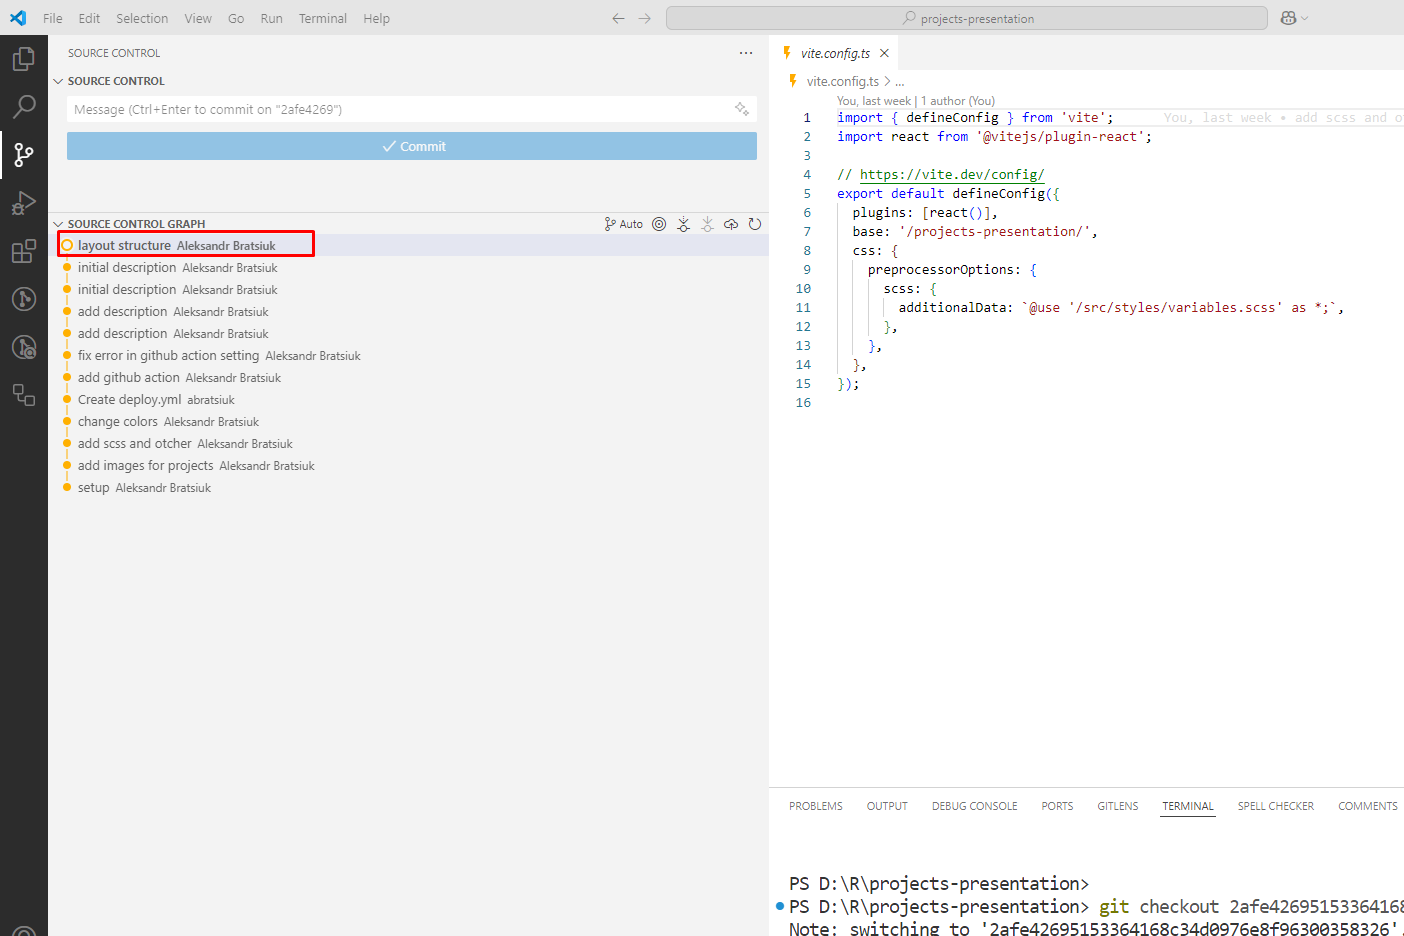 File Edit Selection View Go Run Terminal Help
projects-presentation
SOURCE CONTROL
SOURCE CONTROL
Message (Ctrl+Enter to commit on "2afe4269")
Commit
SOURCE CONTROL GRAPH
Auto
layout structure Aleksandr Bratsiuk
initial description Aleksandr Bratsiuk
initial description Aleksandr Bratsiuk
add description Aleksandr Bratsiuk
add description Aleksandr Bratsiuk
fix error in github action setting Aleksandr Bratsiuk
add github action Aleksandr Bratsiuk
Create deploy.yml abratsiuk
change colors Aleksandr Bratsiuk
add scss and otcher Aleksandr Bratsiuk
add images for projects Aleksandr Bratsiuk
setup Aleksandr Bratsiuk
vite.config.ts
vite.config.ts > ...
You, last week | 1 author (You)
1 import { defineConfig } from 'vite'; You, last week • add scss and o
2 import react from '@vitejs/plugin-react';
3
4 // https://vite.dev/config/
5 export default defineConfig({
6 plugins: [react()],
7 base: '/projects-presentation/',
8 css: {
9 preprocessorOptions: {
10 scss: {
11 additionalData: `@use '/src/styles/variables.scss' as *;`,
12 },
13 },
14 },
15 });
16
PROBLEMS OUTPUT DEBUG CONSOLE PORTS GITLENS TERMINAL SPELL CHECKER COMMENTS
PS D:\R\projects-presentation>
PS D:\R\projects-presentation> git checkout 2afe42695153364168
Note: switching to '2afe42695153364168c34d0976e8f96300358326'.